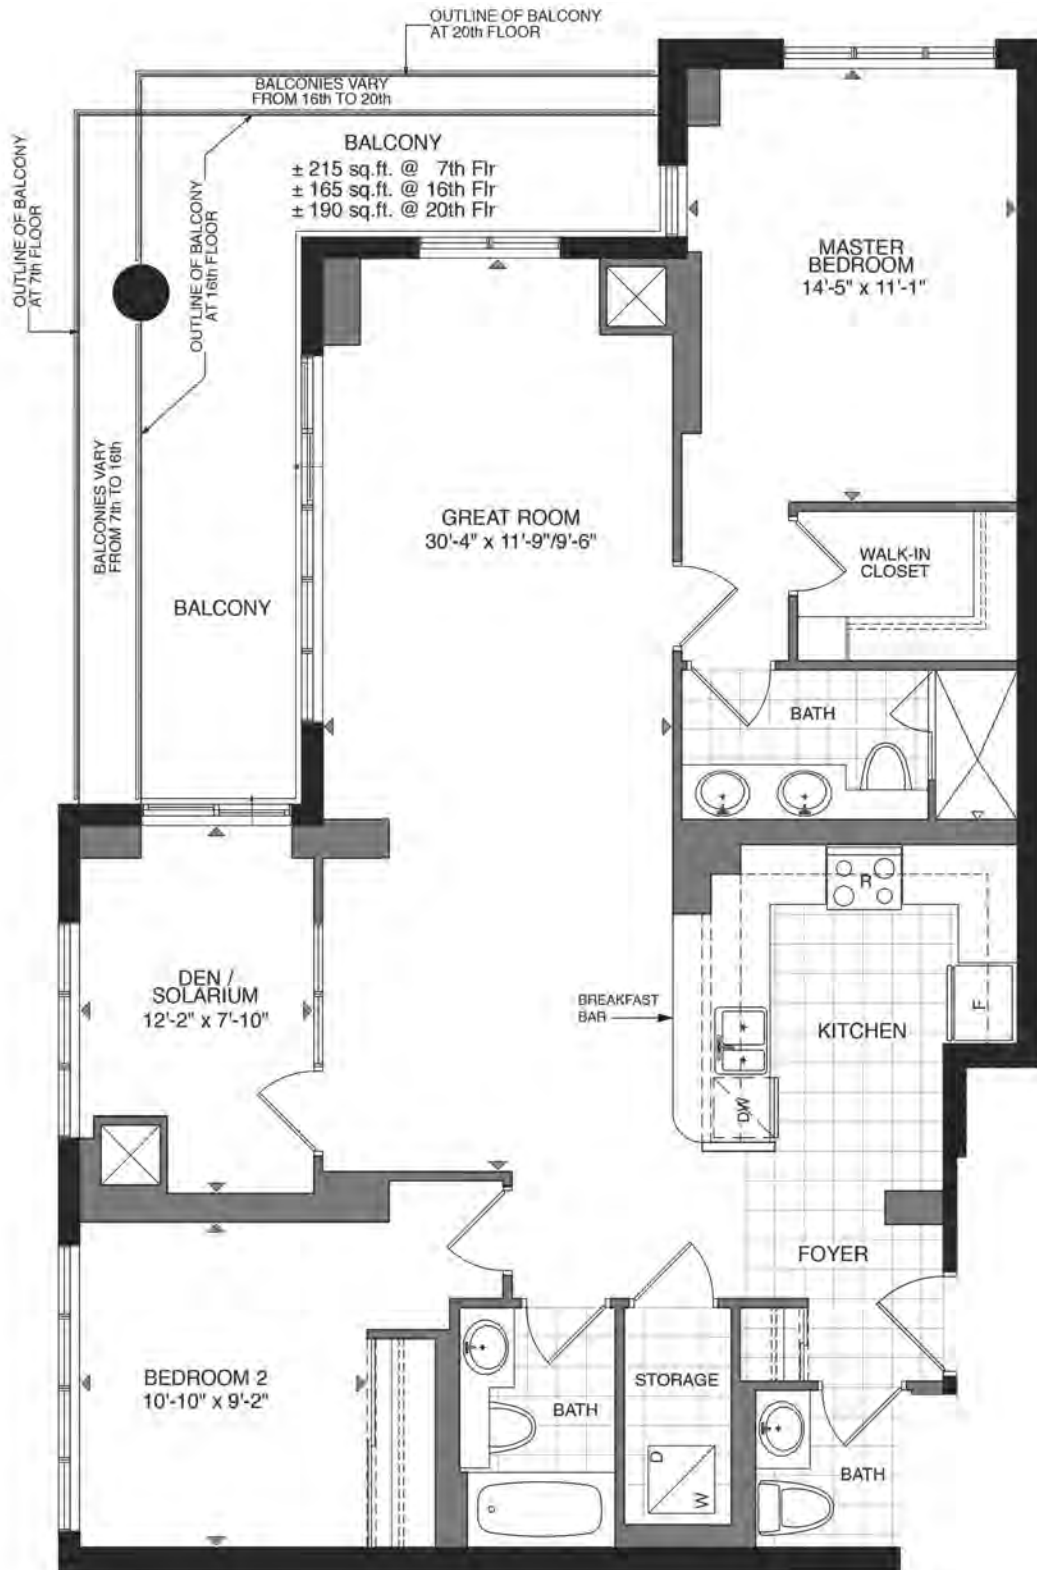 OUTLINE OF BALCONY
AT 20th FLOOR
BALCONIES VARY
FROM 16th TO 20th
BALCONY
± 215 sq.ft. @ 7th Flr
± 165 sq.ft. @ 16th Flr
± 190 sq.ft. @ 20th Flr
OUTLINE OF BALCONY
AT 7th FLOOR
OUTLINE OF BALCONY
AT 16th FLOOR
MASTER
BEDROOM
14'-5" x 11'-1"
BALCONIES VARY
FROM 7th TO 16th
GREAT ROOM
30'-4" x 11'-9"/9'-6"
WALK-IN
CLOSET
BALCONY
BATH
R
DEN /
SOLARIUM
12'-2" x 7'-10"
BREAKFAST
BAR
KITCHEN
F
DW
FOYER
BEDROOM 2
10'-10" x 9'-2"
BATH
STORAGE
D
W
BATH